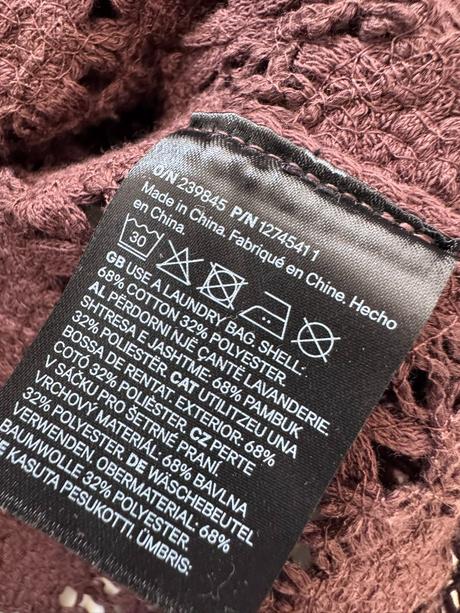 O/N 239845 P/N 1274541 1
Made in China. Fabriqué en Chine. Hecho
en China.
30
GB USE A LAUNDRY BAG. SHELL:
68% COTTON 32% POLYESTER.
AL PËRDORNI NJË ÇANTË LAVANDERIE.
SHTRESA E JASHTME: 68% PAMBUK
32% POLIESTER. CAT UTILITZEU UNA
BOSSA DE RENTAT. EXTERIOR: 68%
COTÓ 32% POLIÈSTER. CZ PERTE
V SÁČKU PRO ŠETRNÉ PRANÍ.
VRCHOVÝ MATERIÁL: 68% BAVLNA
32% POLYESTER. DE WÄSCHEBEUTEL
VERWENDEN. OBERMATERIAL: 68%
BAUMWOLLE 32% POLYESTER.
KASUTA PESUKOTTI. ÜMBRIS: